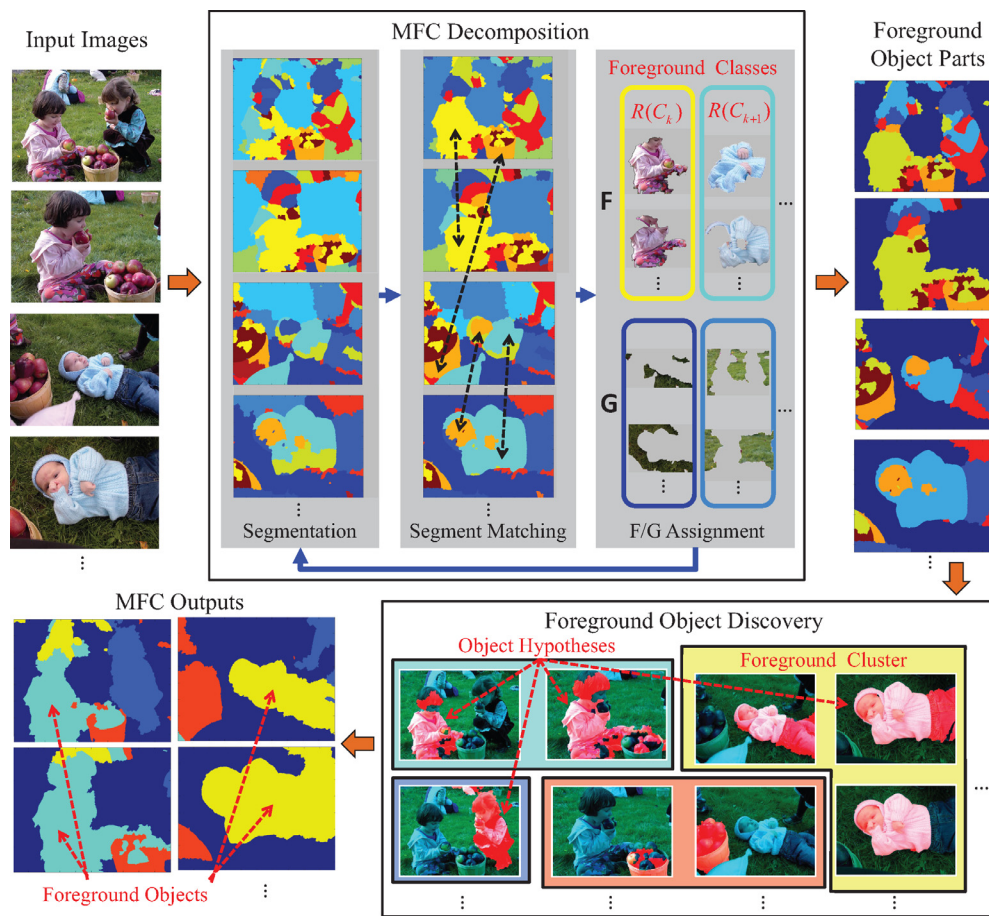 Input Images
MFC Decomposition
Foreground
Object Parts
Foreground Classes
R(C_k)
R(C_{k+1})
F
...
G
...
Segmentation
Segment Matching
F/G Assignment
MFC Outputs
Foreground Object Discovery
Object Hypotheses
Foreground Cluster
...
Foreground Objects